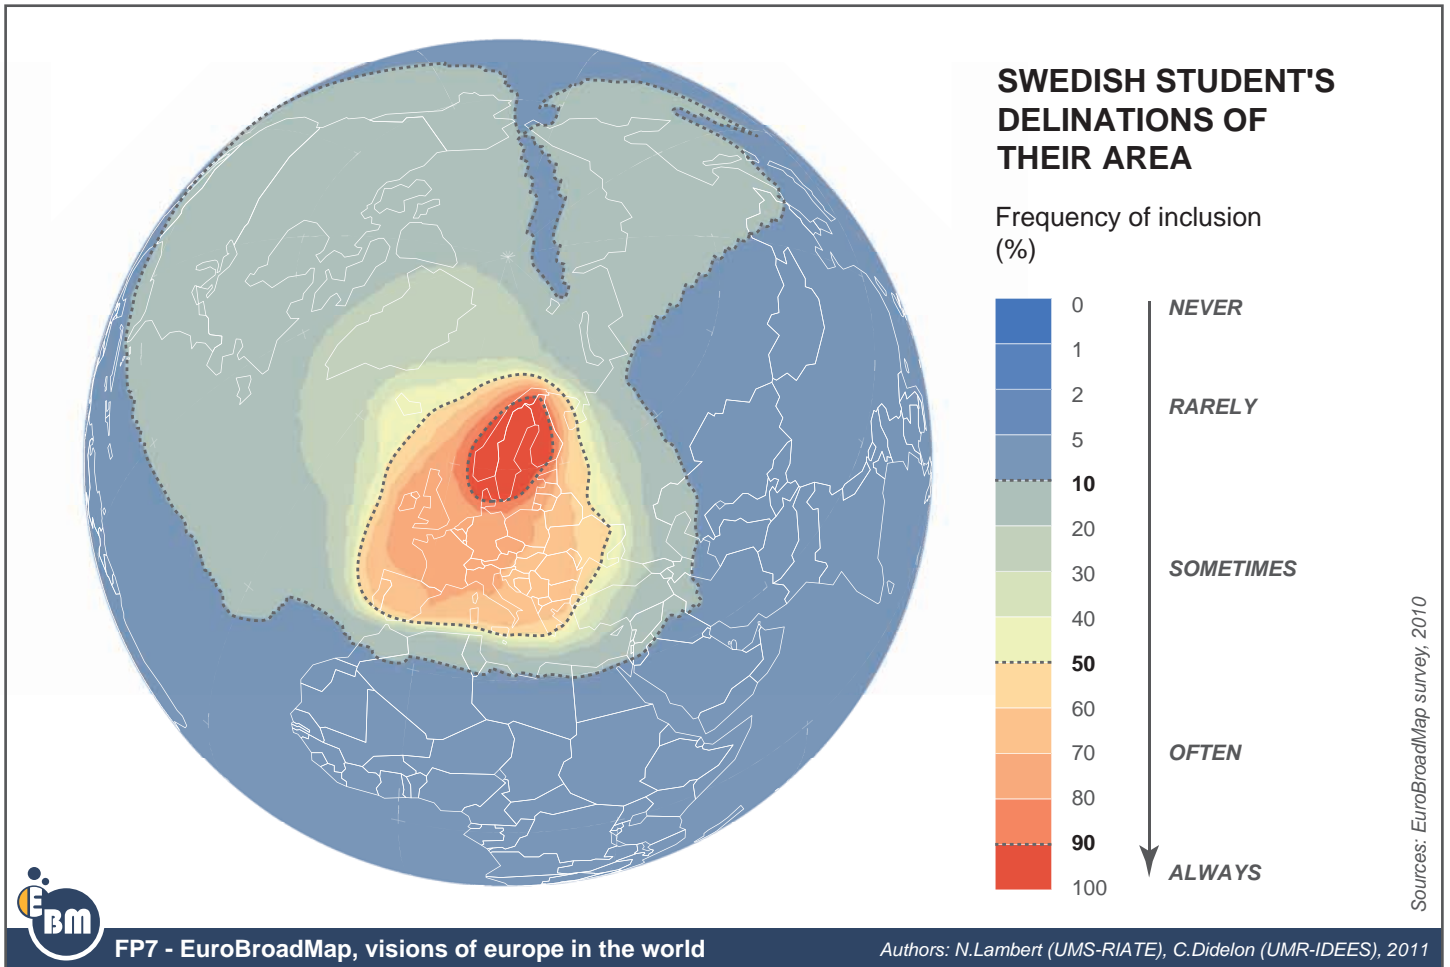 SWEDISH STUDENT'S
DELINATIONS OF
THEIR AREA
Frequency of inclusion
(%)
0
1
2
5
10
20
30
40
50
60
70
80
90
100
NEVER
RARELY
SOMETIMES
OFTEN
ALWAYS
Sources: EuroBroadMap survey, 2010
EBM
FP7 - EuroBroadMap, visions of europe in the world
Authors: N.Lambert (UMS-RIATE), C.Didelon (UMR-IDEES), 2011